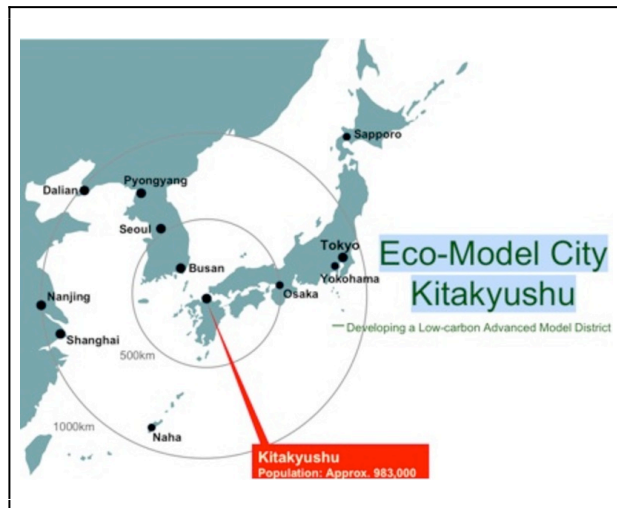 Sapporo
Pyongyang
Dalian
Seoul
Tokyo
Busan
Yokohama
Osaka
Nanjing
Shanghai
500km
1000km
Naha
Eco-Model City
Kitakyushu
Developing a Low-carbon Advanced Model District
Kitakyushu
Population: Approx. 983,000